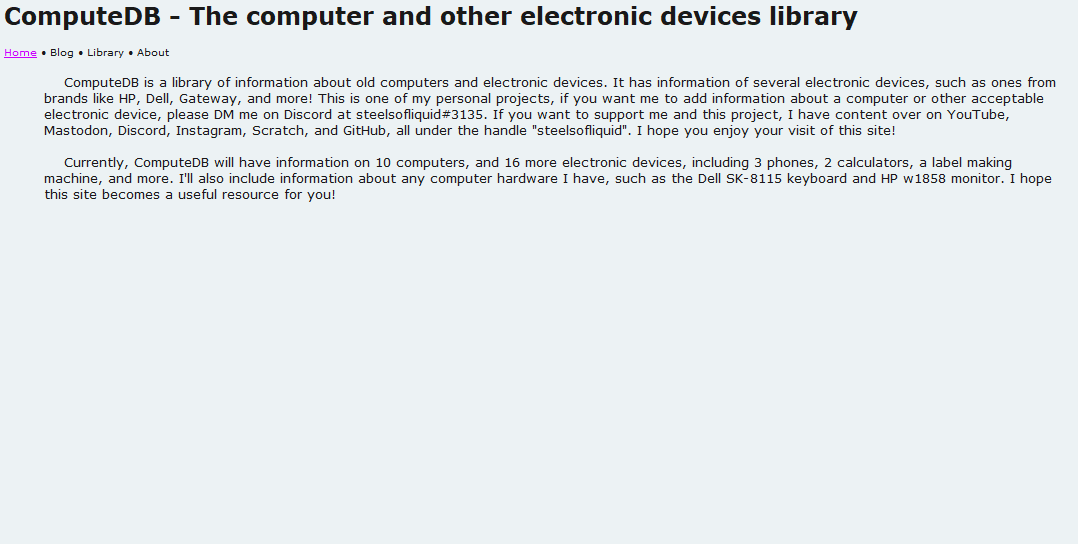 ComputeDB - The computer and other electronic devices library
Home • Blog • Library • About
ComputeDB is a library of information about old computers and electronic devices. It has information of several electronic devices, such as ones from
brands like HP, Dell, Gateway, and more! This is one of my personal projects, if you want me to add information about a computer or other acceptable
electronic device, please DM me on Discord at steelsofliquid#3135. If you want to support me and this project, I have content over on YouTube,
Mastodon, Discord, Instagram, Scratch, and GitHub, all under the handle "steelsofliquid". I hope you enjoy your visit of this site!
Currently, ComputeDB will have information on 10 computers, and 16 more electronic devices, including 3 phones, 2 calculators, a label making
machine, and more. I'll also include information about any computer hardware I have, such as the Dell SK-8115 keyboard and HP w1858 monitor. I hope
this site becomes a useful resource for you!